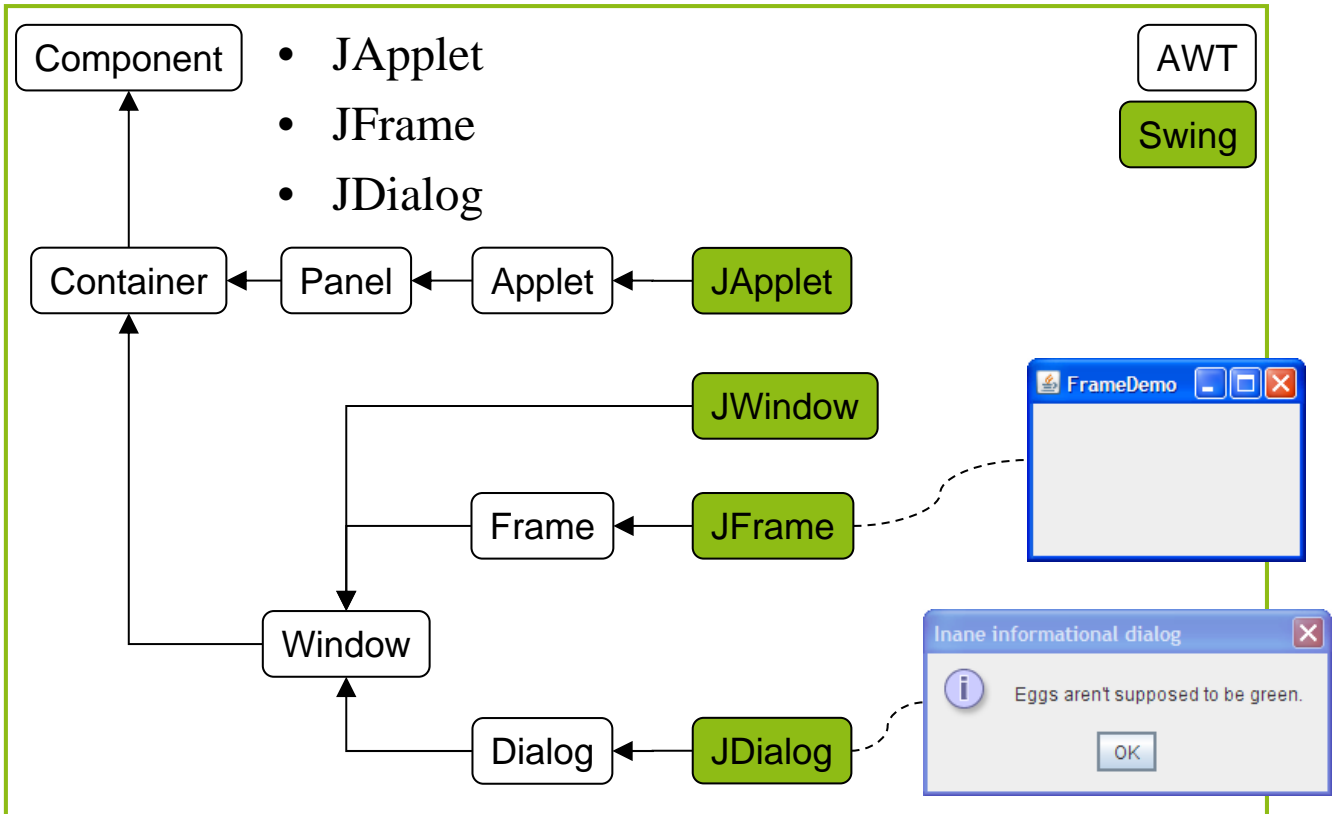 Component
• JApplet
AWT
• JFrame
Swing
• JDialog
Container
Panel
Applet
JApplet
JWindow
FrameDemo
Frame
JFrame
Window
Inane informational dialog
i
Eggs aren't supposed to be green.
OK
Dialog
JDialog